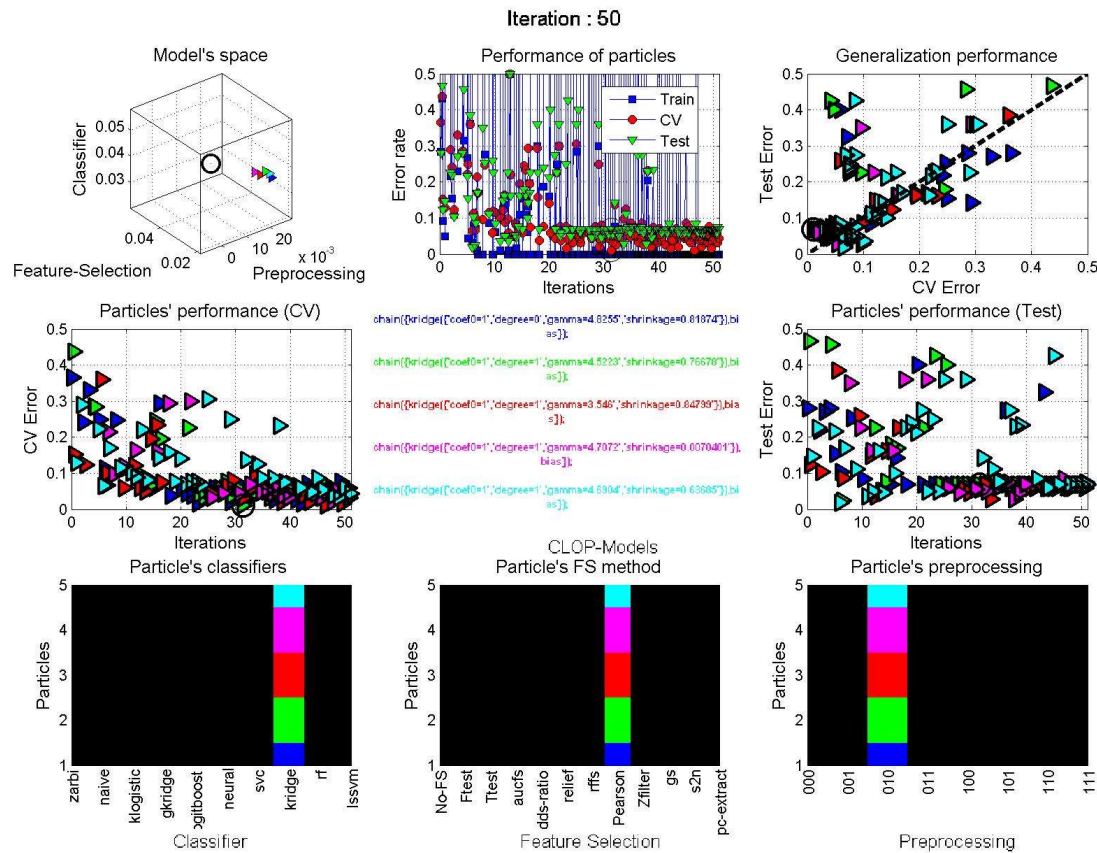 Iteration : 50
Model's space
Classifier
0.05
0.04
0.03
0.04
0.02
0
10
20
x 10⁻³
Feature-Selection
Preprocessing
Performance of particles
Error rate
0.5
0.4
0.3
0.2
0.1
0
0 10 20 30 40 50
Iterations
Train
CV
Test
Generalization performance
Test Error
0.5
0.4
0.3
0.2
0.1
0
0 0.1 0.2 0.3 0.4 0.5
CV Error
Particles' performance (CV)
CV Error
0.5
0.4
0.3
0.2
0.1
0
0 10 20 30 40 50
Iterations
chain({kridge({'coef0=1','degree=0','gamma=4.8255','shrinkage=0.81874'}),bi
as});
chain({kridge({'coef0=1','degree=1','gamma=4.5223','shrinkage=0.76678'}),bi
as});
chain({kridge({'coef0=1','degree=1','gamma=3.546','shrinkage=0.84799'}),bia
s});
chain({kridge({'coef0=1','degree=1','gamma=4.7072','shrinkage=0.0070401'}),
bias});
chain({kridge({'coef0=1','degree=1','gamma=4.6904','shrinkage=0.63685'}),bi
as});
CLOP-Models
Particles' performance (Test)
Test Error
0.5
0.4
0.3
0.2
0.1
0
0 10 20 30 40 50
Iterations
Particle's classifiers
Particles
5
4
3
2
1
zarbi
naive
klogistic
gkridge
ogitboost
neural
svc
kridge
rf
lssvm
Classifier
Particle's FS method
Particles
5
4
3
2
1
No-FS
Ftest
Ttest
aucfs
dds-ratio
relief
rffs
Pearson
Zfilter
gs
s2n
pc-extract
Feature Selection
Particle's preprocessing
Particles
5
4
3
2
1
000
001
010
011
100
101
110
111
Preprocessing